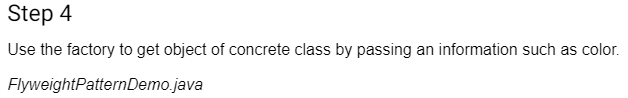 Step 4
Use the factory to get object of concrete class by passing an information such as color.
FlyweightPatternDemo.java